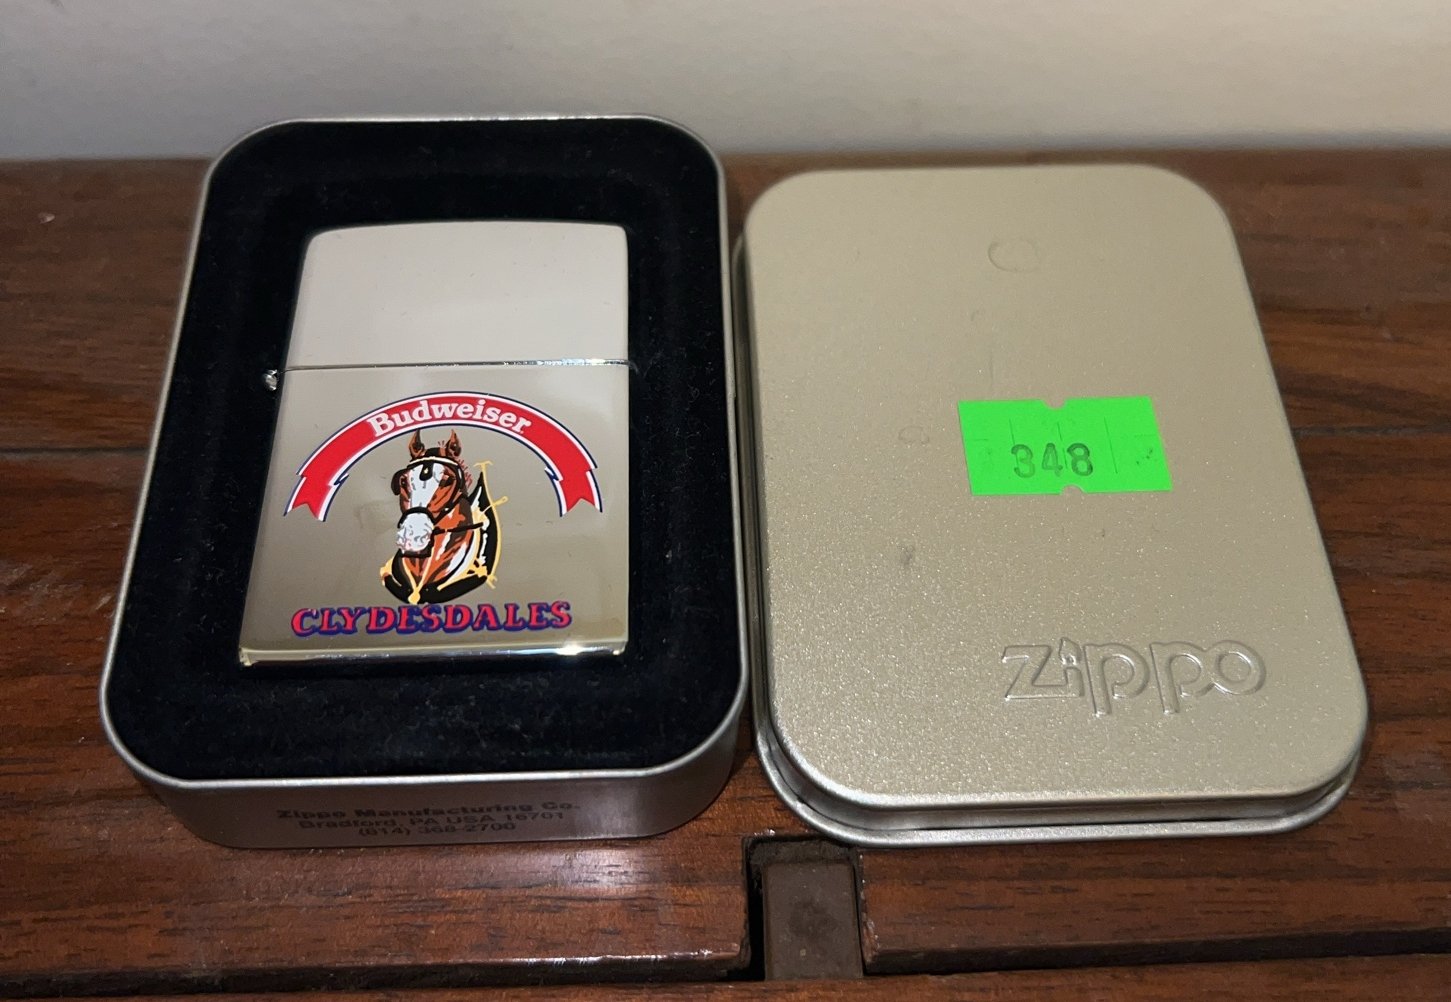 Budweiser
CLYDESDALES
Zippo Manufacturing Co.
Bradford, PA USA 16701
(814) 368-2700
348
Zippo